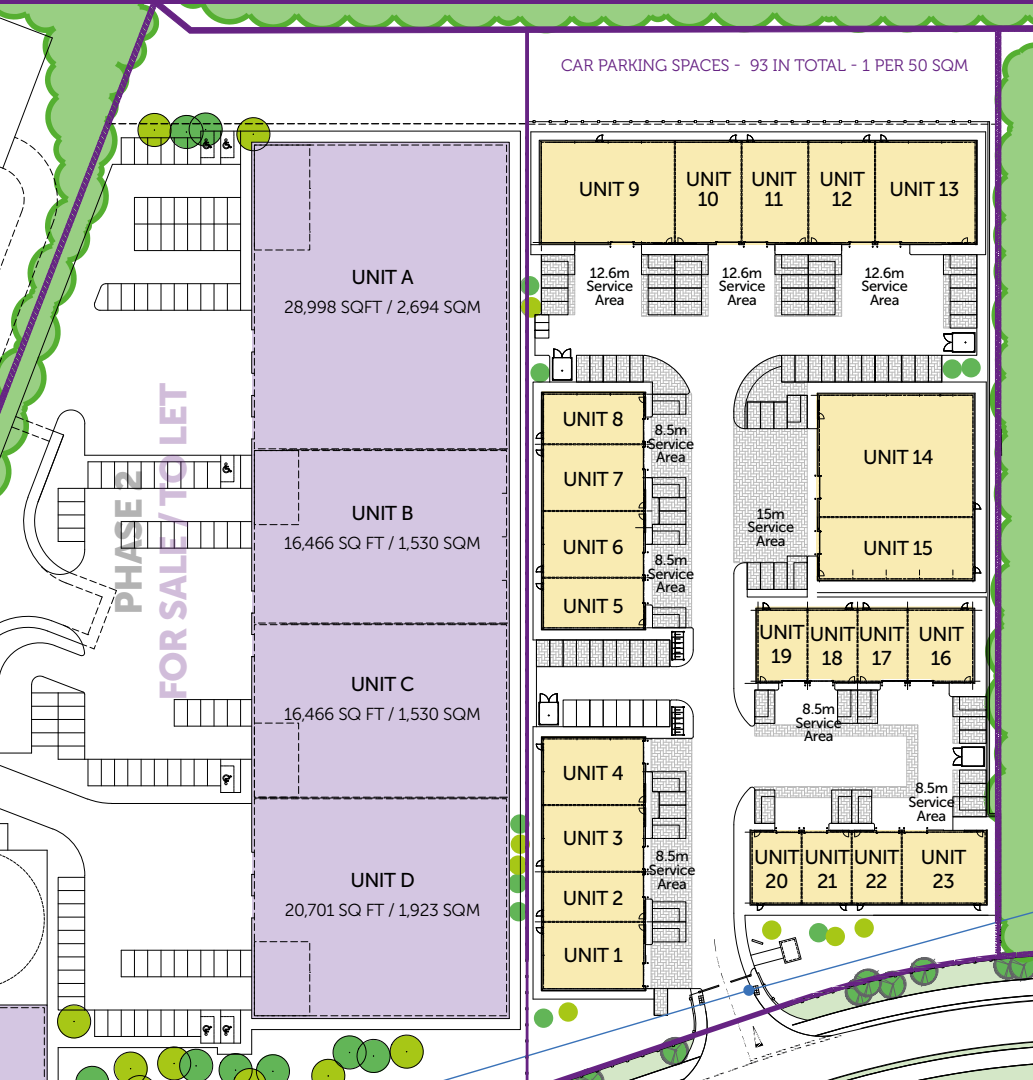 CAR PARKING SPACES - 93 IN TOTAL - 1 PER 50 SQM
UNIT 9
UNIT
10
UNIT
11
UNIT
12
UNIT 13
12.6m
Service
Area
12.6m
Service
Area
12.6m
Service
Area
UNIT A
28,998 SQFT / 2,694 SQM
UNIT B
16,466 SQ FT / 1,530 SQM
UNIT C
16,466 SQ FT / 1,530 SQM
UNIT D
20,701 SQ FT / 1,923 SQM
PHASE 2
FOR SALE / TO LET
UNIT 8
UNIT 7
UNIT 6
UNIT 5
8.5m
Service
Area
8.5m
Service
Area
15m
Service
Area
UNIT 14
UNIT 15
UNIT
19
UNIT
18
UNIT
17
UNIT
16
8.5m
Service
Area
8.5m
Service
Area
UNIT 4
UNIT 3
UNIT 2
UNIT 1
8.5m
Service
Area
UNIT
20
UNIT
21
UNIT
22
UNIT
23